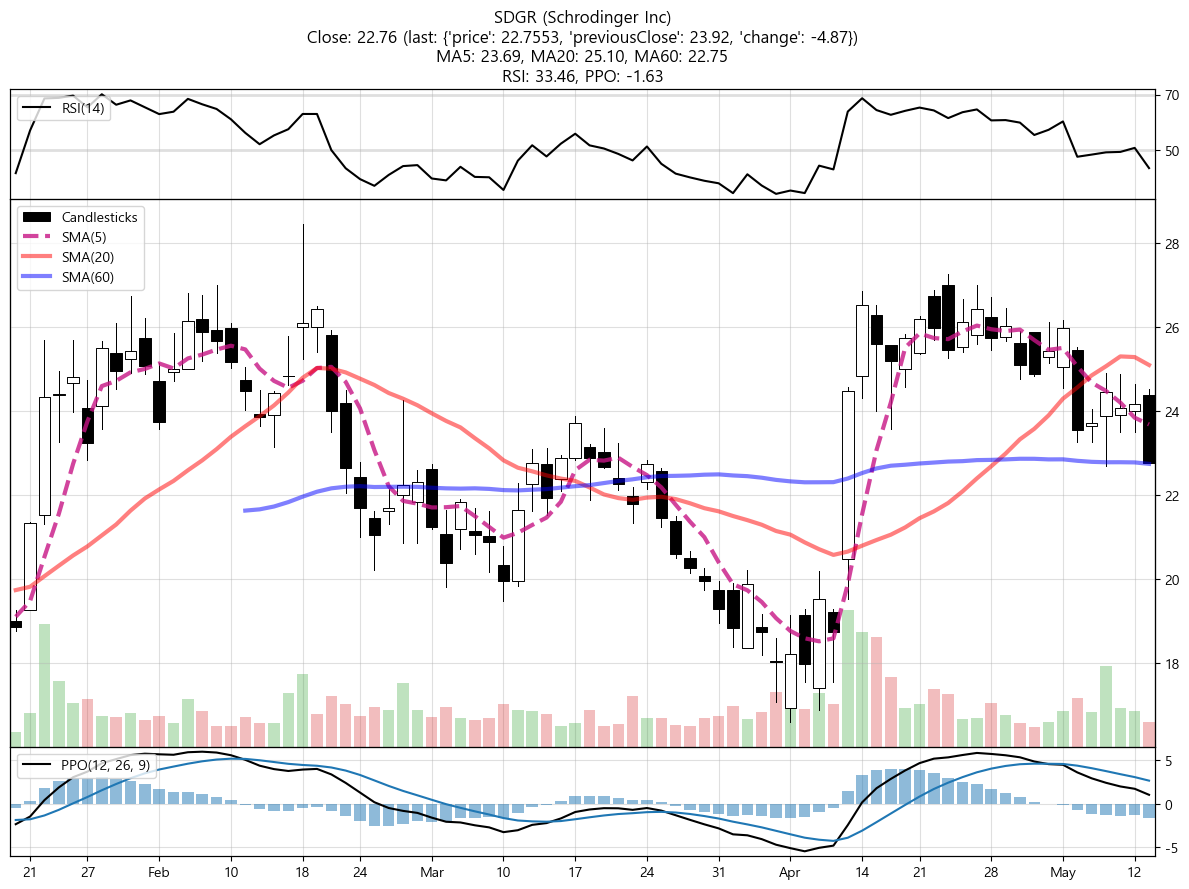 SDGR (Schrodinger Inc)
Close: 22.76 (last: {'price': 22.7553, 'previousClose': 23.92, 'change': -4.87})
MA5: 23.69, MA20: 25.10, MA60: 22.75
RSI: 33.46, PPO: -1.63
RSI(14)
70
50
Candlesticks
SMA(5)
SMA(20)
SMA(60)
28
26
24
22
20
18
PPO(12, 26, 9)
5
0
-5
21 27 Feb 10 18 24 Mar 10 17 24 31 Apr 14 21 28 May 12